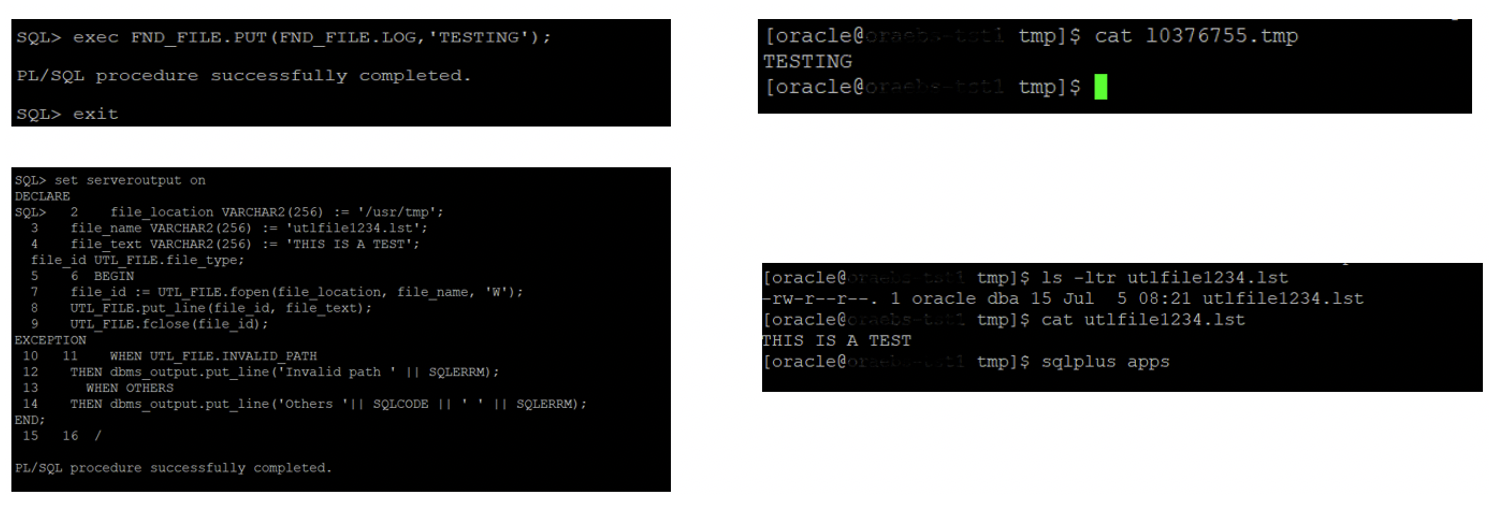 SQL> exec FND_FILE.PUT(FND_FILE.LOG,'TESTING');
PL/SQL procedure successfully completed.
SQL> exit
[oracle@ tmp]$ cat l0376755.tmp
TESTING
[oracle@ tmp]$
SQL> set serveroutput on
DECLARE
SQL>   2    file_location VARCHAR2(256) := '/usr/tmp';
  3    file_name VARCHAR2(256) := 'utlfile1234.lst';
  4    file_text VARCHAR2(256) := 'THIS IS A TEST';
  file_id UTL_FILE.file_type;
  5    6  BEGIN
  7    file_id := UTL_FILE.fopen(file_location, file_name, 'W');
  8    UTL_FILE.put_line(file_id, file_text);
  9    UTL_FILE.fclose(file_id);
EXCEPTION
 10   11    WHEN UTL_FILE.INVALID_PATH
 12    THEN dbms_output.put_line('Invalid path ' || SQLERRM);
 13      WHEN OTHERS
 14    THEN dbms_output.put_line('Others '|| SQLCODE || ' ' || SQLERRM);
END;
 15   16  /
PL/SQL procedure successfully completed.
[oracle@ tmp]$ ls -ltr utlfile1234.lst
-rw-r--r--. 1 oracle dba 15 Jul  5 08:21 utlfile1234.lst
[oracle@ tmp]$ cat utlfile1234.lst
THIS IS A TEST
[oracle@ tmp]$ sqlplus apps